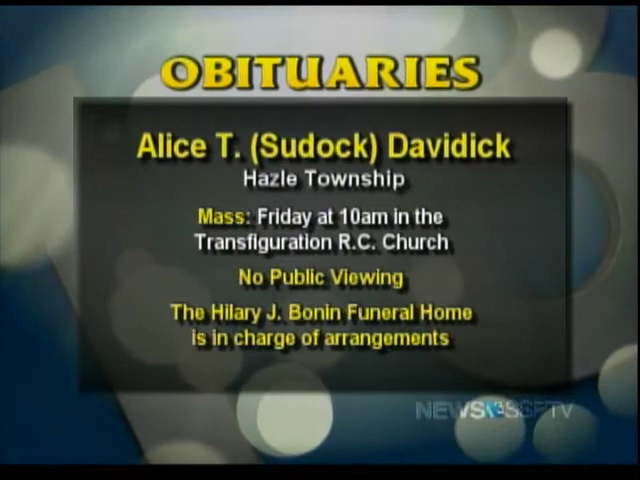 OBITUARIES
Alice T. (Sudock) Davidick
Hazle Township
Mass: Friday at 10am in the
Transfiguration R.C. Church
No Public Viewing
The Hilary J. Bonin Funeral Home
is in charge of arrangements